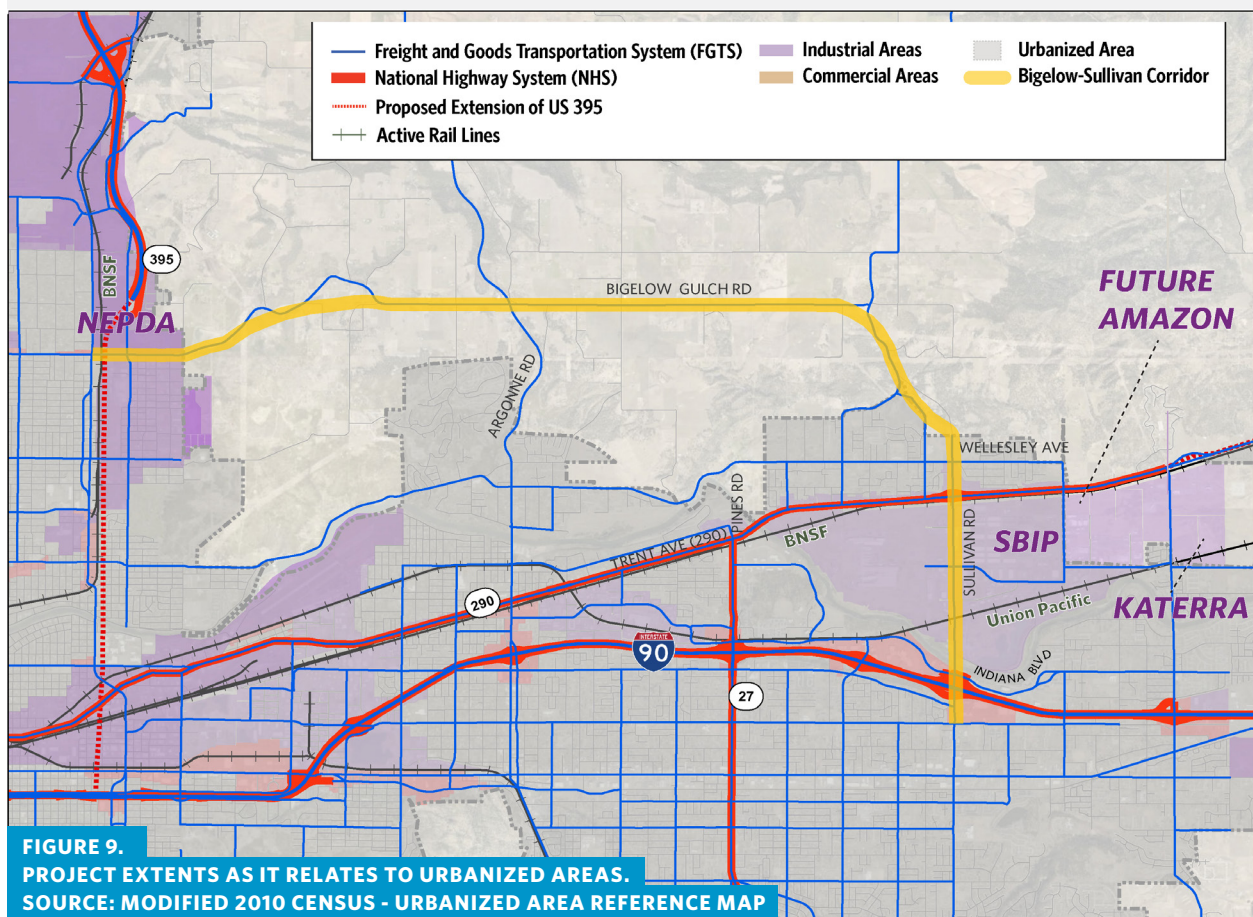 Freight and Goods Transportation System (FGTS)
National Highway System (NHS)
Proposed Extension of US 395
Active Rail Lines
Industrial Areas
Commercial Areas
Urbanized Area
Bigelow-Sullivan Corridor
395
BNSF
NEPDA
BIGELOW GULCH RD
FUTURE
AMAZON
ARGONNE RD
WELLESLEY AVE
PINES RD
TRENT AVE (290)
BNSF
SULLIVAN RD
SBIP
290
Union Pacific
KATERRA
INTERSTATE
90
INDIANA BLVD
27
FIGURE 9.
PROJECT EXTENTS AS IT RELATES TO URBANIZED AREAS.
SOURCE: MODIFIED 2010 CENSUS - URBANIZED AREA REFERENCE MAP